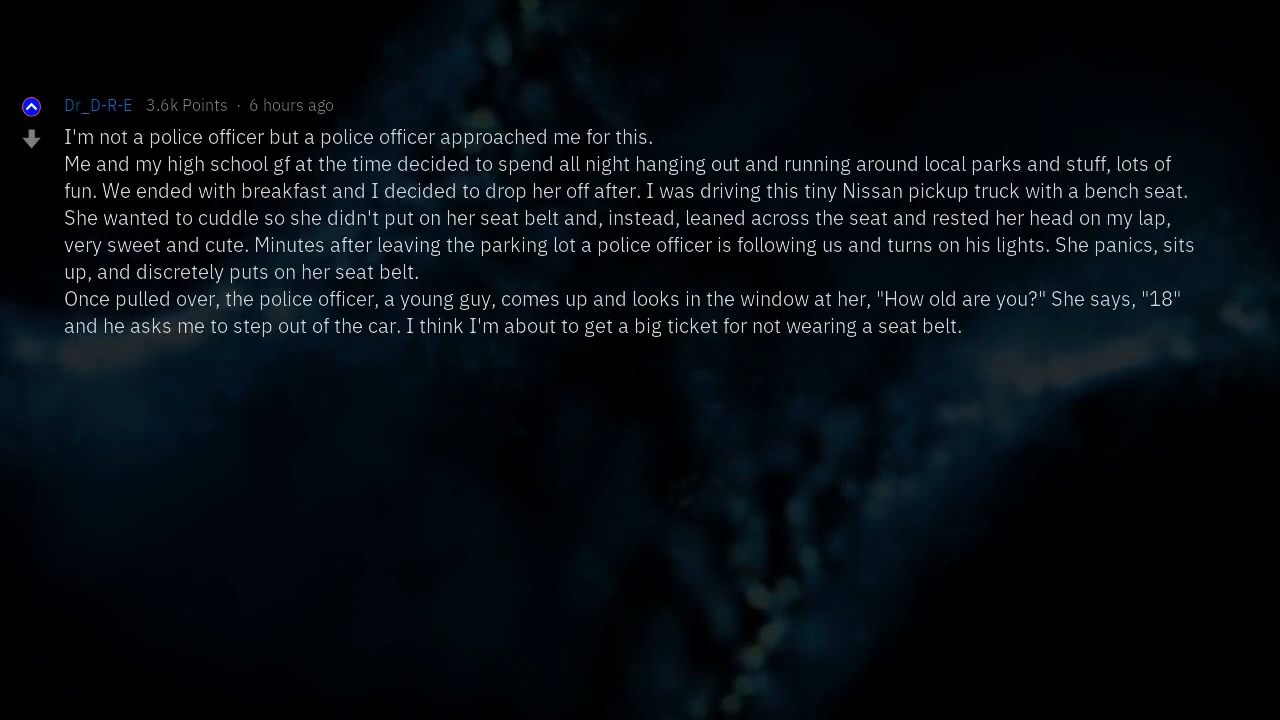 Dr_D-R-E 3.6k Points · 6 hours ago
I'm not a police officer but a police officer approached me for this.
Me and my high school gf at the time decided to spend all night hanging out and running around local parks and stuff, lots of
fun. We ended with breakfast and I decided to drop her off after. I was driving this tiny Nissan pickup truck with a bench seat.
She wanted to cuddle so she didn't put on her seat belt and, instead, leaned across the seat and rested her head on my lap,
very sweet and cute. Minutes after leaving the parking lot a police officer is following us and turns on his lights. She panics, sits
up, and discretely puts on her seat belt.
Once pulled over, the police officer, a young guy, comes up and looks in the window at her, "How old are you?" She says, "18"
and he asks me to step out of the car. I think I'm about to get a big ticket for not wearing a seat belt.